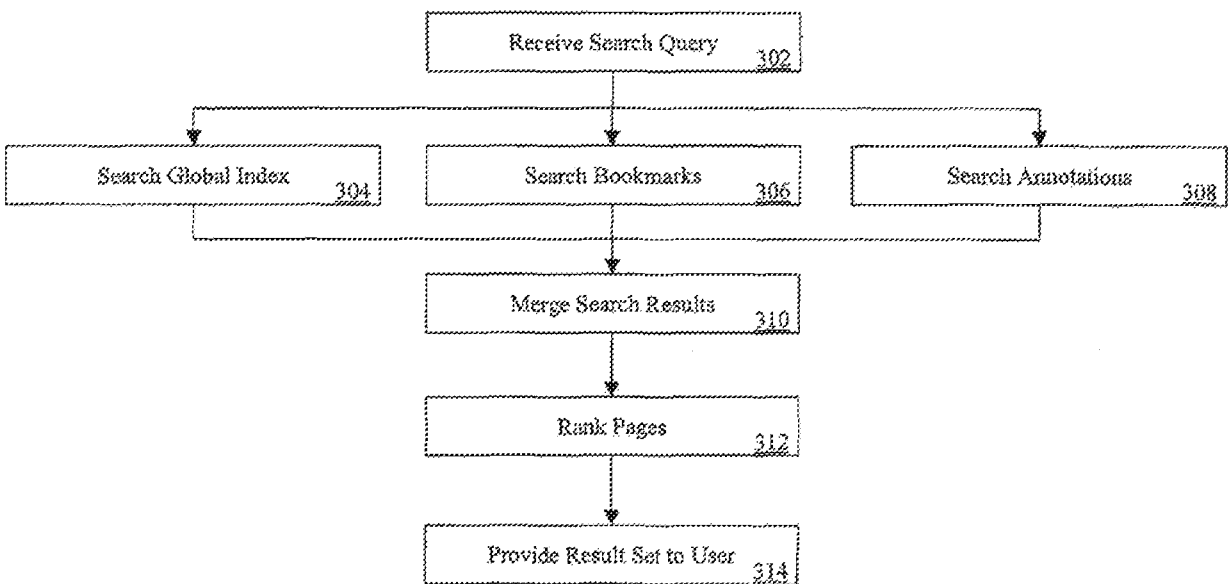 Receive Search Query
302
Search Global Index
304
Search Bookmarks
306
Search Annotations
308
Merge Search Results
310
Rank Pages
312
Provide Result Set to User
314